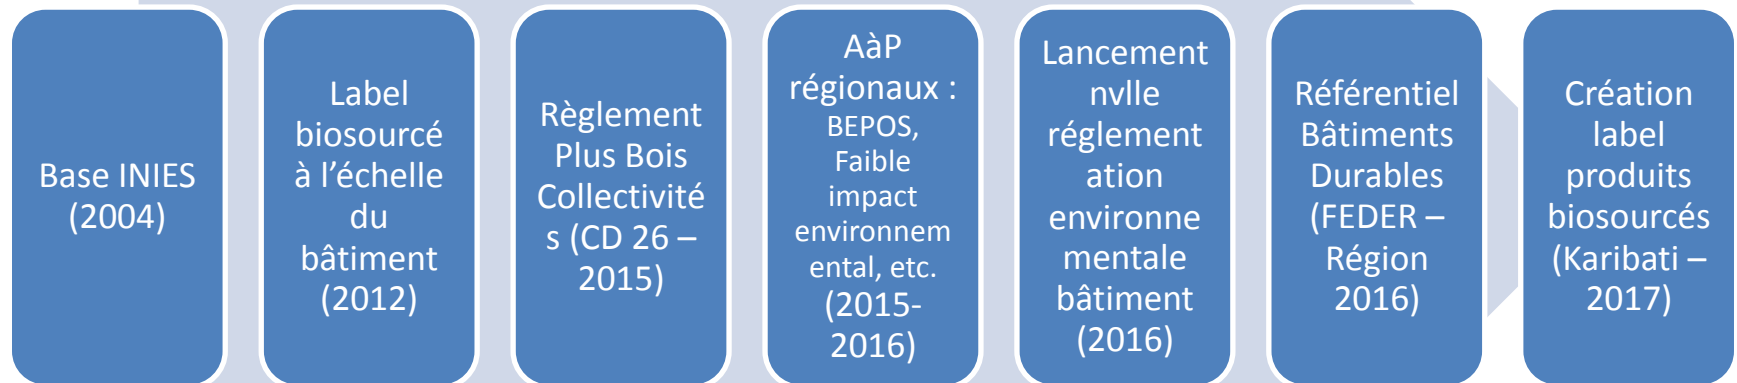 Base INIES
(2004)
Label
biosourcé
à l’échelle
du
bâtiment
(2012)
Règlement
Plus Bois
Collectivité
s (CD 26 –
2015)
AàP
régionaux :
BEPOS,
Faible
impact
environnem
ental, etc.
(2015-
2016)
Lancement
nvlle
réglement
ation
environne
mentale
bâtiment
(2016)
Référentiel
Bâtiments
Durables
(FEDER –
Région
2016)
Création
label
produits
biosourcés
(Karibati –
2017)